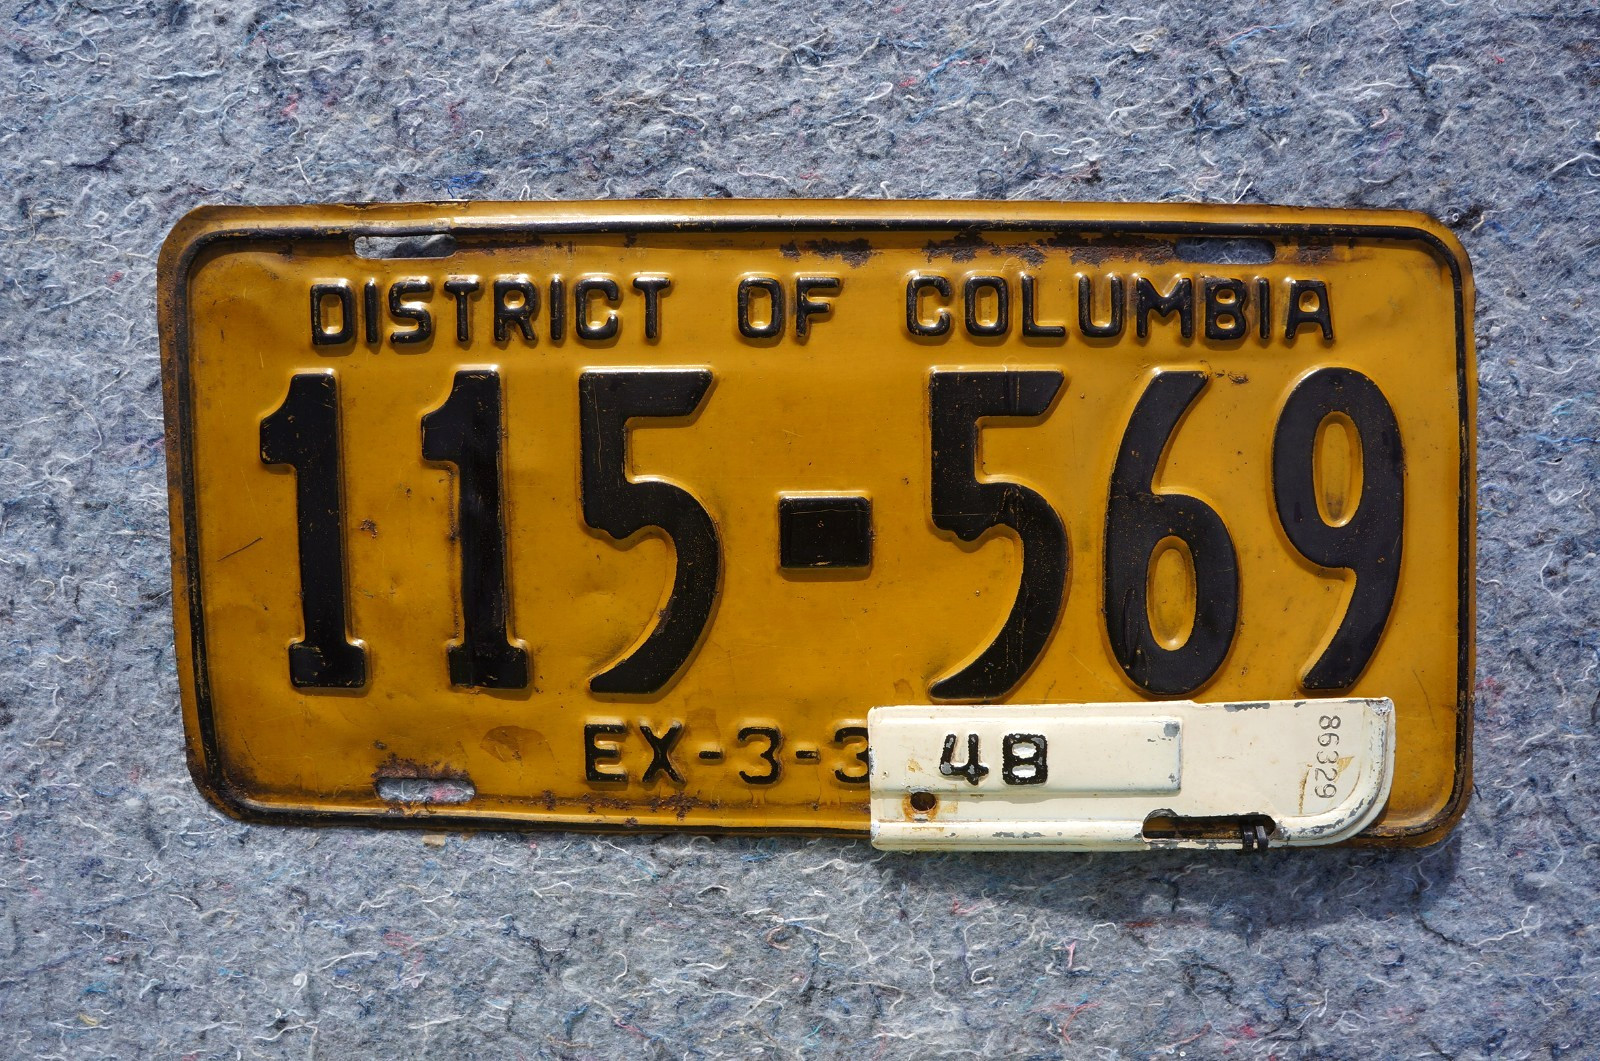 DISTRICT OF COLUMBIA
115-569
EX-3-3
48
86329